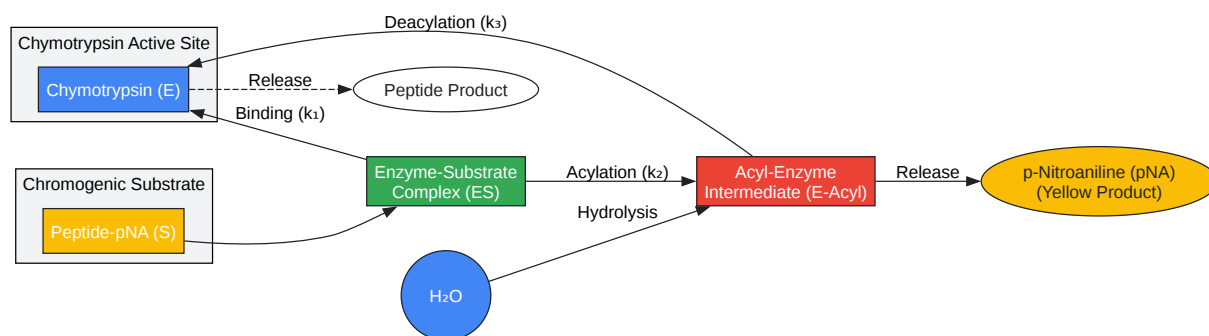 Deacylation (k₃)
Chymotrypsin Active Site
Chymotrypsin (E)
Release
Peptide Product
Binding (k₁)
Chromogenic Substrate
Peptide-pNA (S)
Enzyme-Substrate
Complex (ES)
Acylation (k₂)
Acyl-Enzyme
Intermediate (E-Acyl)
Release
p-Nitroaniline (pNA)
(Yellow Product)
Hydrolysis
H₂O